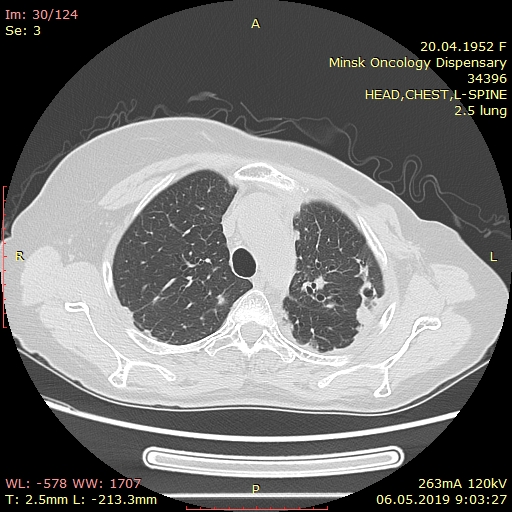 Im: 30/124
Se: 3
A
20.04.1952 F
Minsk Oncology Dispensary
34396
HEAD,CHEST,L-SPINE
2.5 lung
R
L
WL: -578 WW: 1707
T: 2.5mm L: -213.3mm
P
263mA 120kV
06.05.2019 9:03:27